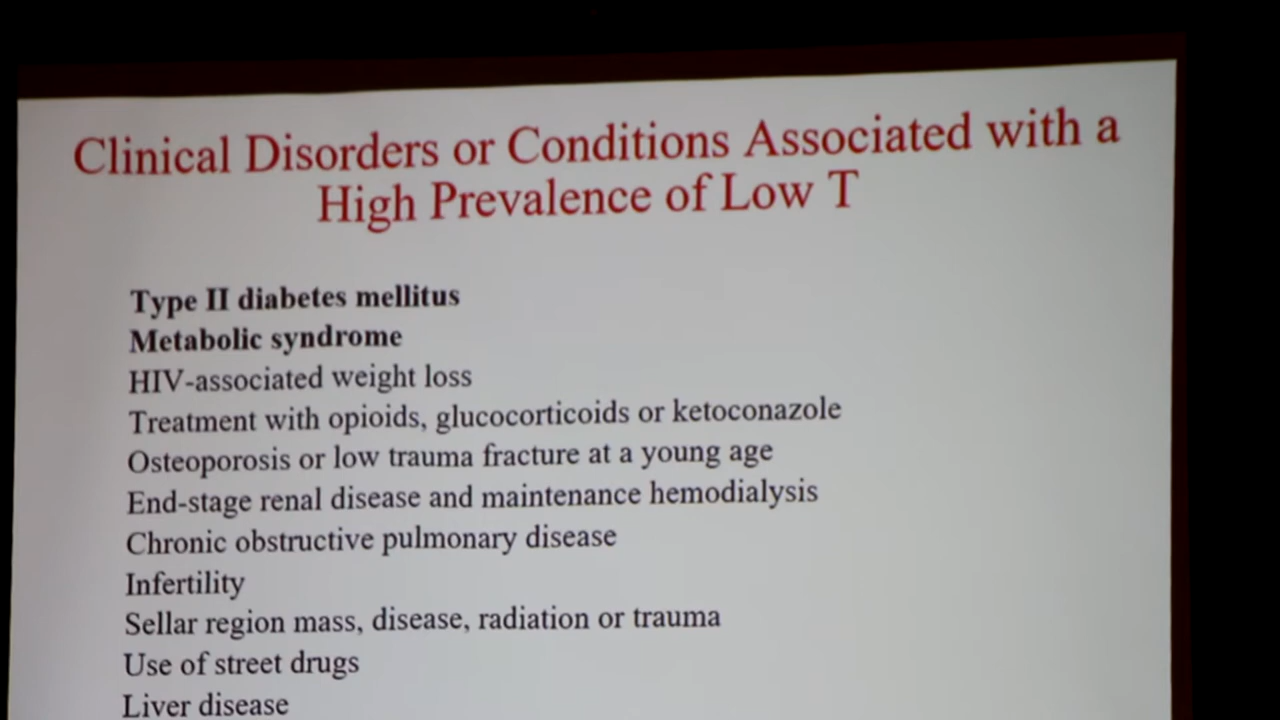 Clinical Disorders or Conditions Associated with a
High Prevalence of Low T
Type II diabetes mellitus
Metabolic syndrome
HIV-associated weight loss
Treatment with opioids, glucocorticoids or ketoconazole
Osteoporosis or low trauma fracture at a young age
End-stage renal disease and maintenance hemodialysis
Chronic obstructive pulmonary disease
Infertility
Sellar region mass, disease, radiation or trauma
Use of street drugs
Liver disease